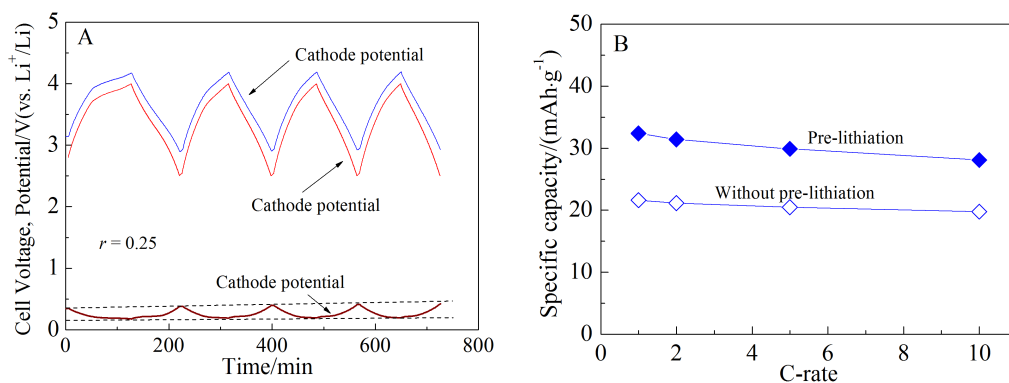 A
Cell Voltage, Potential/V(vs. Li⁺/Li)
5
4
3
2
1
0
Cathode potential
Cathode potential
r = 0.25
Cathode potential
0
200
400
600
800
Time/min
B
Specific capacity/(mAh·g⁻¹)
50
40
30
20
10
0
Pre-lithiation
Without pre-lithiation
0
2
4
6
8
10
C-rate